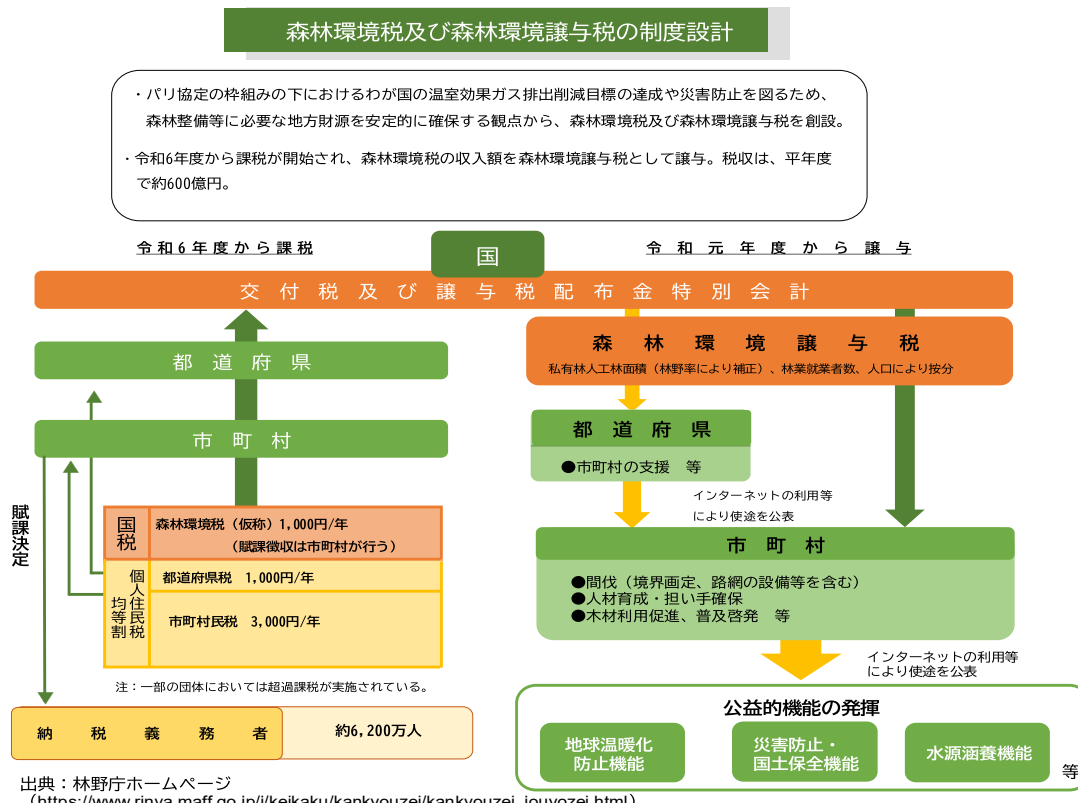 森林環境税及び森林環境譲与税の制度設計
・パリ協定の枠組みの下におけるわが国の温室効果ガス排出削減目標の達成や災害防止を図るため、
森林整備等に必要な地方財源を安定的に確保する観点から、森林環境税及び森林環境譲与税を創設。
・令和6年度から課税が開始され、森林環境税の収入額を森林環境譲与税として譲与。税収は、平年度
で約600億円。
令和6年度から課税
国
令和元年度から譲与
交付税及び譲与税配布金特別会計
都道府県
市町村
賦課決定
国税
森林環境税（仮称）1,000円/年
（賦課徴収は市町村が行う）
個人住民税
均等割
都道府県税　1,000円/年
市町村民税　3,000円/年
注：一部の団体においては超過課税が実施されている。
納税義務者
約6,200万人
森林環境譲与税
私有林人工林面積（林野率により補正）、林業就業者数、人口により按分
都道府県
●市町村の支援　等
インターネットの利用等
により使途を公表
市町村
●間伐（境界画定、路網の設備等を含む）
●人材育成・担い手確保
●木材利用促進、普及啓発　等
インターネットの利用等
により使途を公表
公益的機能の発揮
地球温暖化
防止機能
災害防止・
国土保全機能
水源涵養機能
等
出典：林野庁ホームページ
（https://www.rinya.maff.go.jp/j/keikaku/kankyouzei/kankyouzei_jouyozei.html）